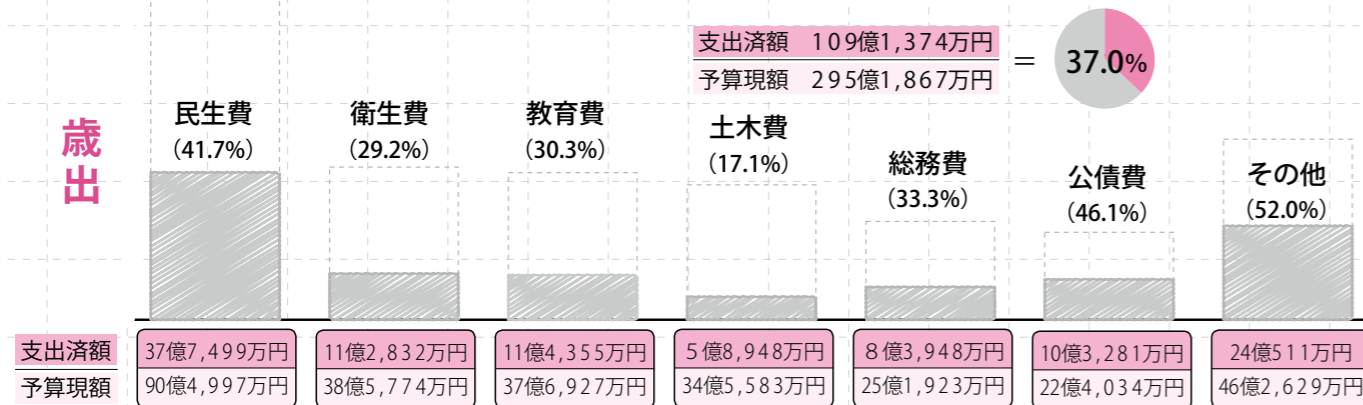 支出済額 109億1,374万円
予算現額 295億1,867万円
=
37.0%
歳出
民生費
(41.7%)
衛生費
(29.2%)
教育費
(30.3%)
土木費
(17.1%)
総務費
(33.3%)
公債費
(46.1%)
その他
(52.0%)
支出済額 37億7,499万円 11億2,832万円 11億4,355万円 5億8,948万円 8億3,948万円 10億3,281万円 24億511万円
予算現額 90億4,997万円 38億5,774万円 37億6,927万円 34億5,583万円 25億1,923万円 22億4,034万円 46億2,629万円